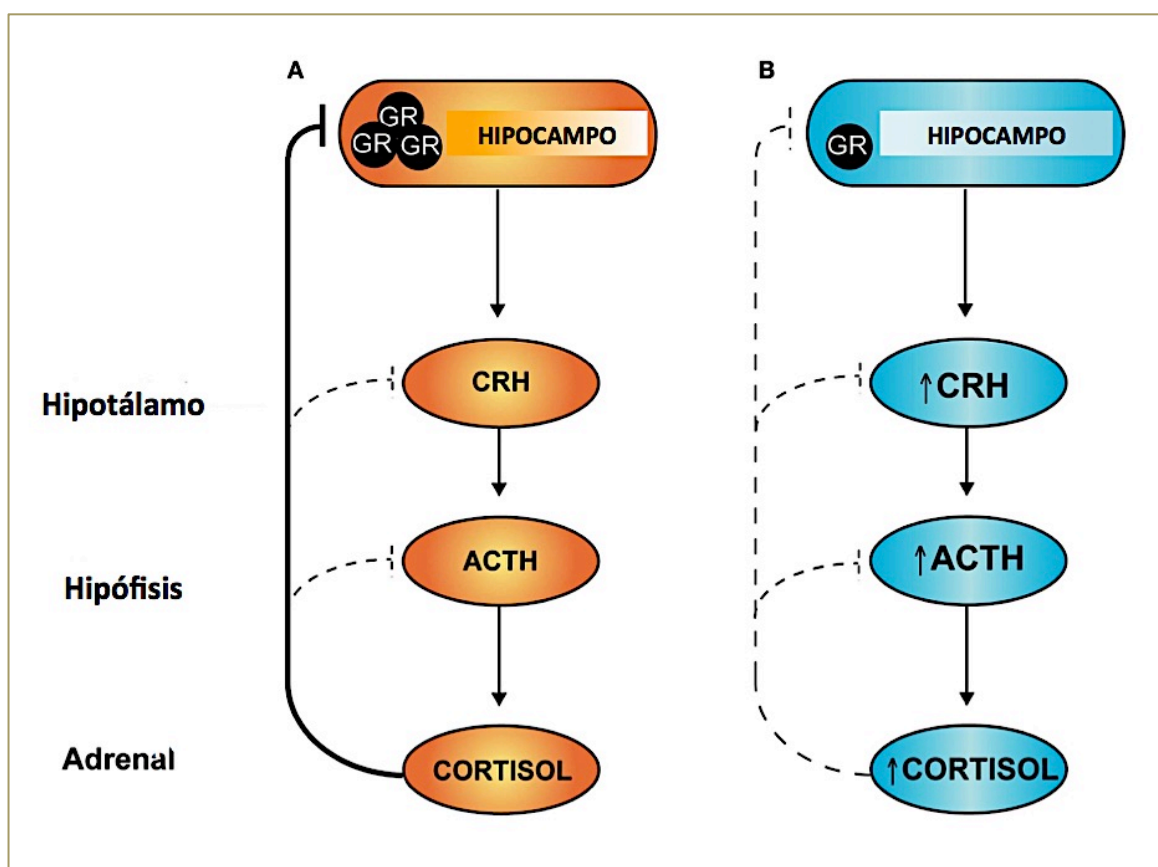 A
B
GR
GR
GR
HIPOCAMPO
GR
HIPOCAMPO
Hipotálamo
CRH
↑CRH
Hipófisis
ACTH
↑ACTH
Adrenal
CORTISOL
↑CORTISOL